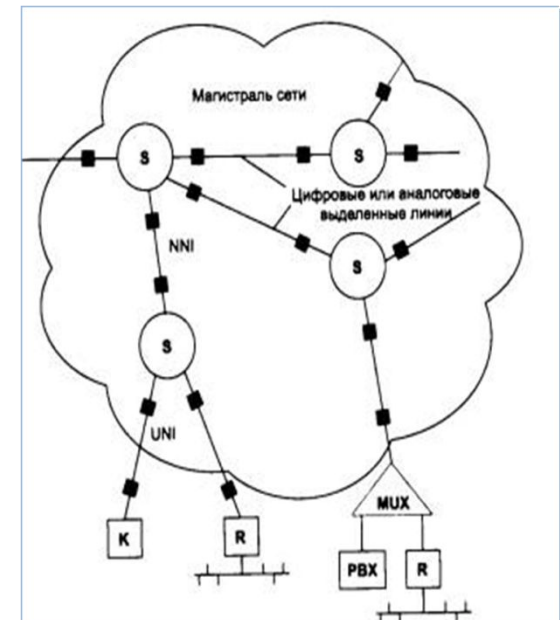 Магистраль сети
S
S
Цифровые или аналоговые
выделенные линии
NNI
S
S
UNI
MUX
K
R
PBX
R